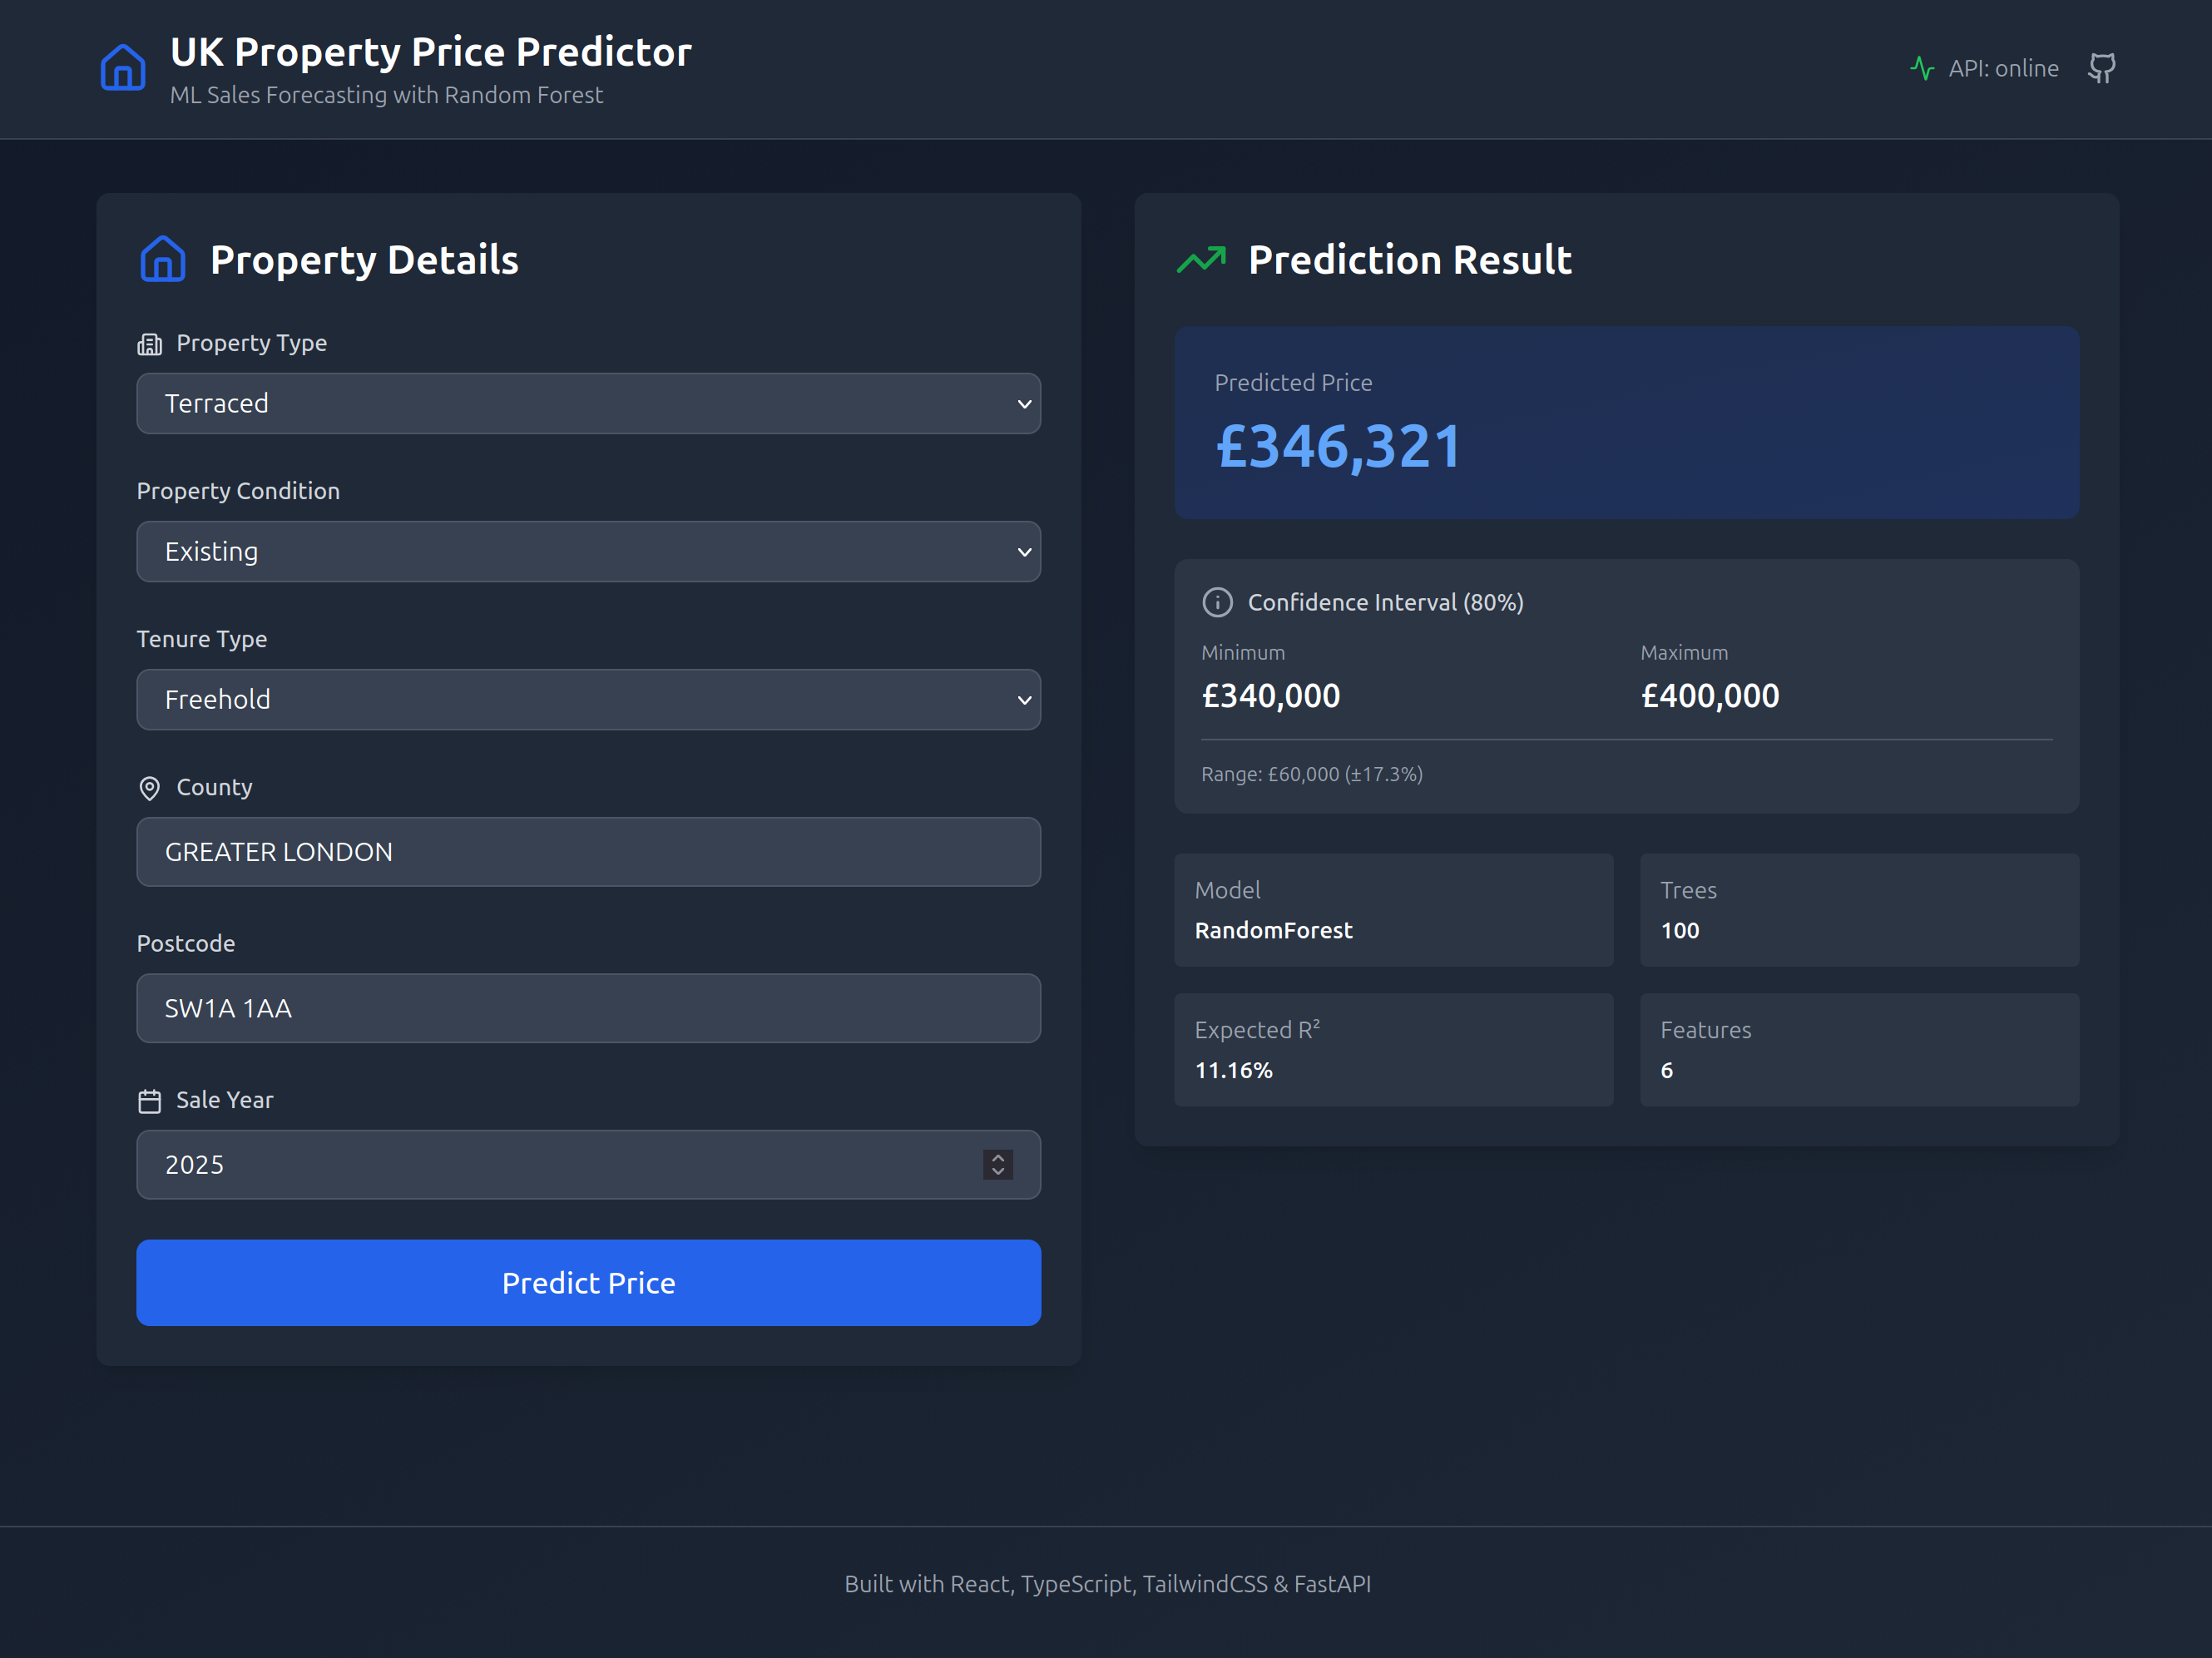 UK Property Price Predictor
ML Sales Forecasting with Random Forest
API: online
Property Details
Property Type
Terraced
Property Condition
Existing
Tenure Type
Freehold
County
GREATER LONDON
Postcode
SW1A 1AA
Sale Year
2025
Predict Price
Prediction Result
Predicted Price
£346,321
Confidence Interval (80%)
Minimum
£340,000
Maximum
£400,000
Range: £60,000 (±17.3%)
Model
RandomForest
Trees
100
Expected R²
11.16%
Features
6
Built with React, TypeScript, TailwindCSS & FastAPI